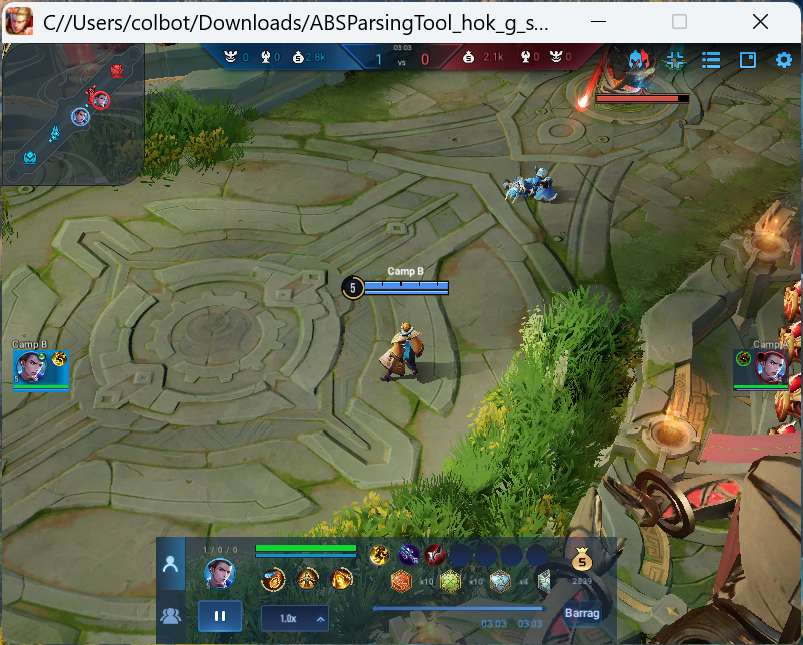 C//Users/colbot/Downloads/ABSParsingTool_hok_g_s...
0 0 2.8k 1 03:03 vs 0 2.1k 0 0
Camp B
5
Camp B
Camp A
5
1 / 0 / 0
x10 x10 x4
S
2839
1.0x
03:03 03:03
Barrag